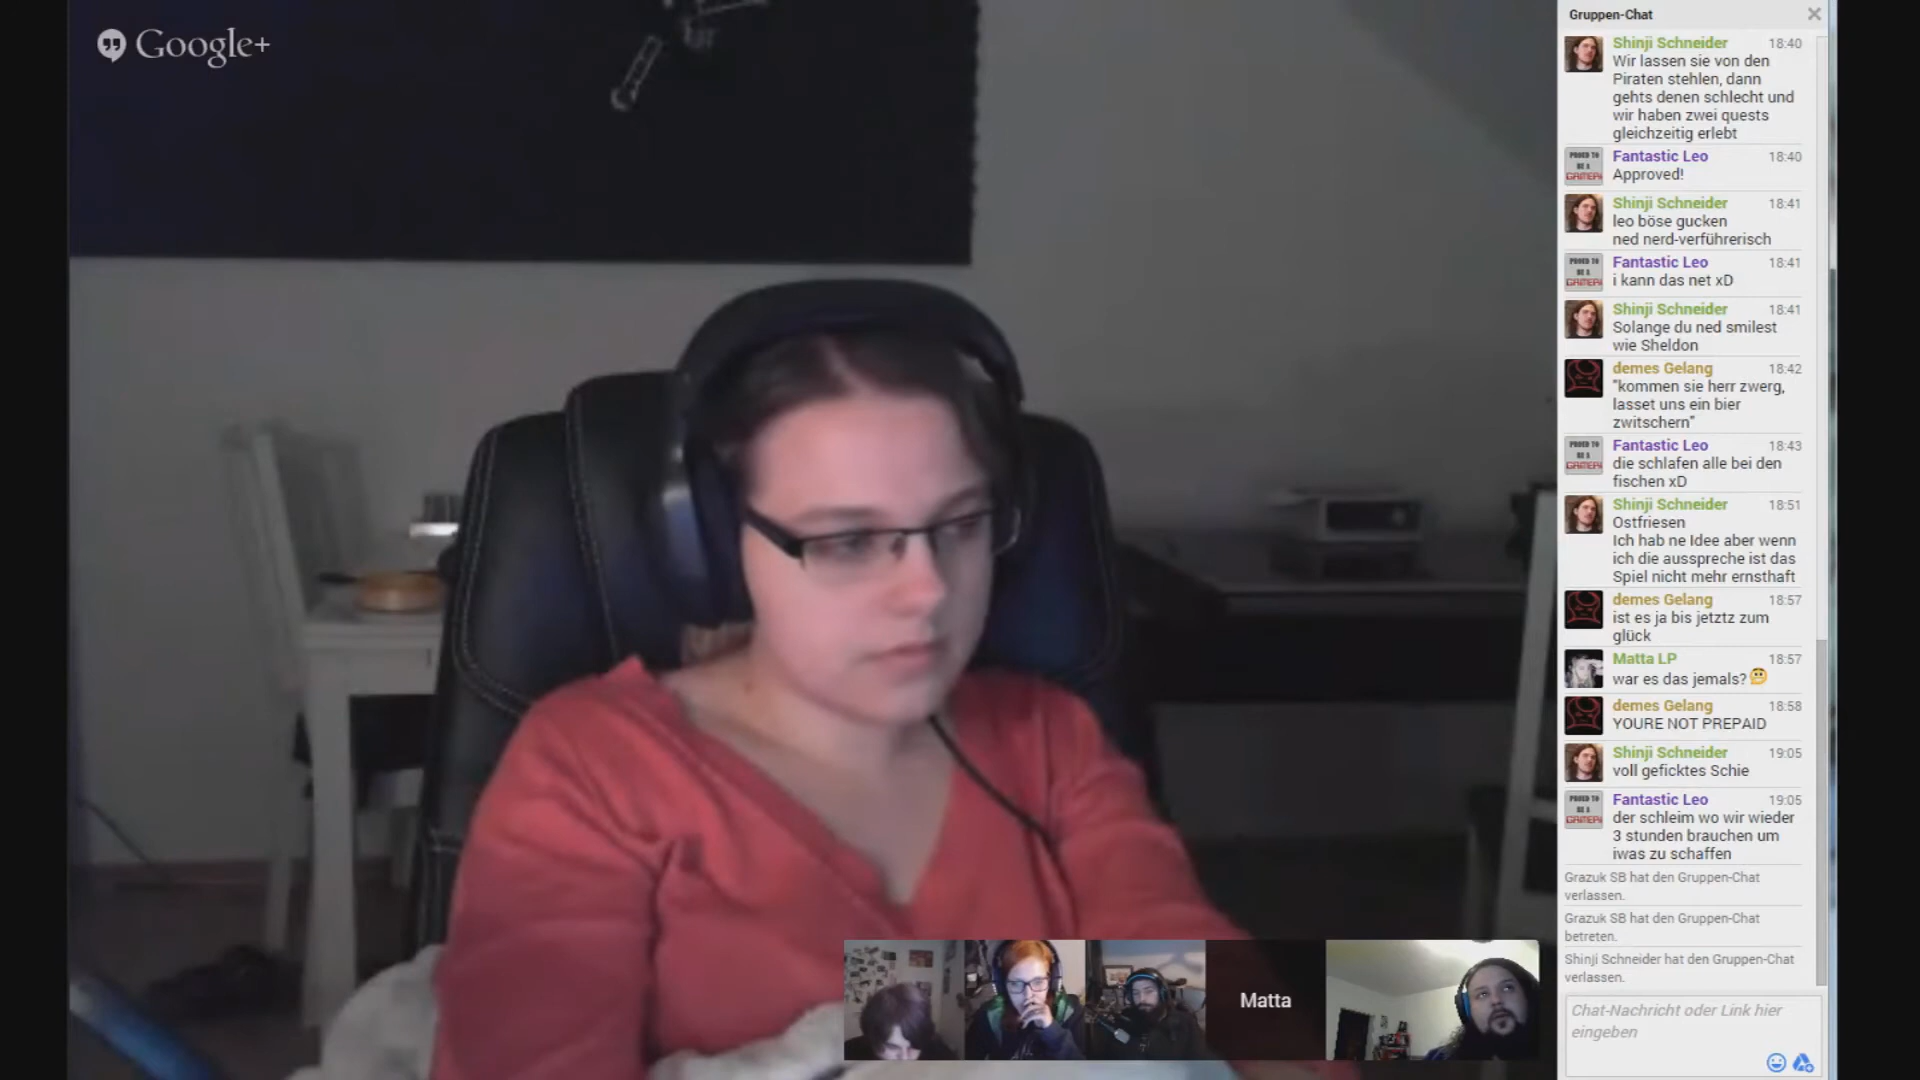 Google+
Gruppen-Chat
Shinji Schneider 18:40
Wir lassen sie von den
Piraten stehlen, dann
gehts denen schlecht und
wir haben zwei quests
gleichzeitig erlebt
Fantastic Leo 18:40
Approved!
Shinji Schneider 18:41
leo böse gucken
ned nerd-verführerisch
Fantastic Leo 18:41
i kann das net xD
Shinji Schneider 18:41
Solange du ned smilest
wie Sheldon
demes Gelang 18:42
"kommen sie herr zwerg,
lasset uns ein bier
zwitschern"
Fantastic Leo 18:43
die schlafen alle bei den
fischen xD
Shinji Schneider 18:51
Ostfriesen
Ich hab ne Idee aber wenn
ich die ausspreche ist das
Spiel nicht mehr ernsthaft
demes Gelang 18:57
ist es ja bis jetztz zum
glück
Matta LP 18:57
war es das jemals?
demes Gelang 18:58
YOURE NOT PREPAID
Shinji Schneider 19:05
voll geficktes Schie
Fantastic Leo 19:05
der schleim wo wir wieder
3 stunden brauchen um
iwas zu schaffen
Grazuk SB hat den Gruppen-Chat
verlassen.
Grazuk SB hat den Gruppen-Chat
betreten.
Shinji Schneider hat den Gruppen-Chat
verlassen.
Chat-Nachricht oder Link hier
eingeben
Matta